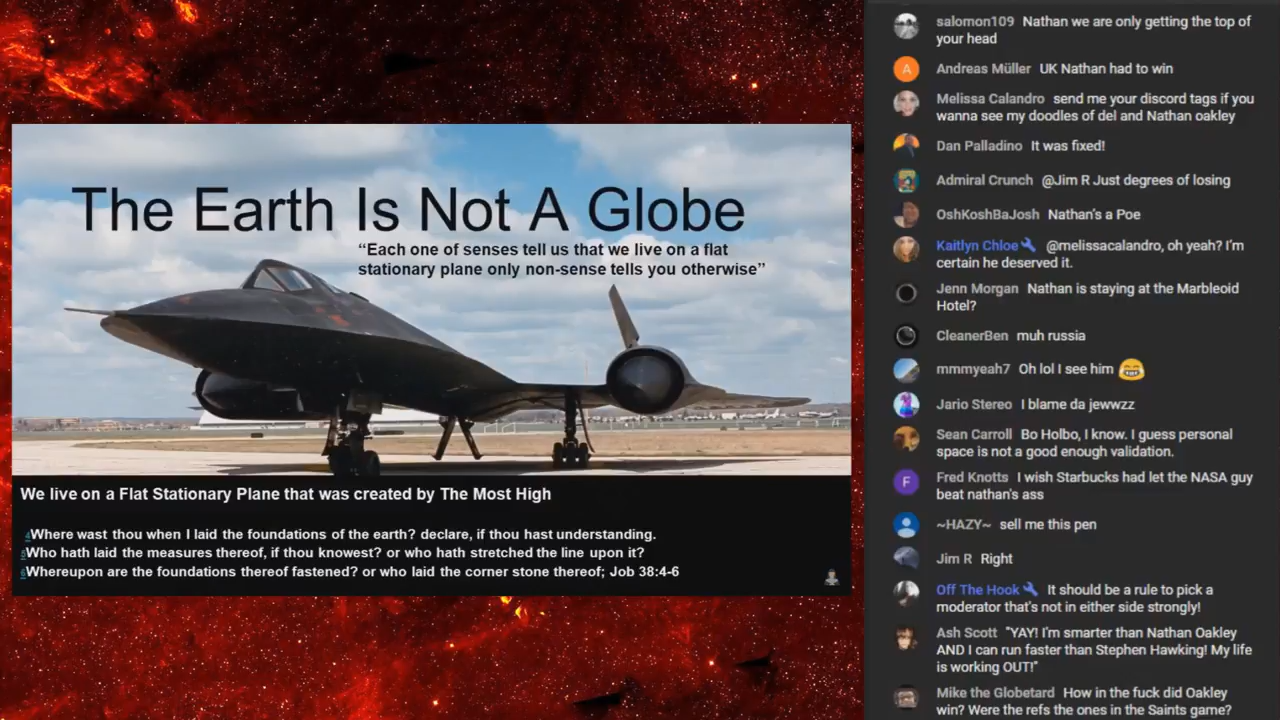 The Earth Is Not A Globe
“Each one of senses tell us that we live on a flat
stationary plane only non-sense tells you otherwise”
We live on a Flat Stationary Plane that was created by The Most High
4Where wast thou when I laid the foundations of the earth? declare, if thou hast understanding.
5Who hath laid the measures thereof, if thou knowest? or who hath stretched the line upon it?
6Whereupon are the foundations thereof fastened? or who laid the corner stone thereof; Job 38:4-6
salomon109 Nathan we are only getting the top of
your head
A
Andreas Müller UK Nathan had to win
Melissa Calandro send me your discord tags if you
wanna see my doodles of del and Nathan oakley
Dan Palladino It was fixed!
Admiral Crunch @Jim R Just degrees of losing
OshKoshBaJosh Nathan's a Poe
Kaitlyn Chloe @melissacalandro, oh yeah? I'm
certain he deserved it.
Jenn Morgan Nathan is staying at the Marbleoid
Hotel?
CleanerBen muh russia
mmmyeah7 Oh lol I see him 😂
Jario Stereo I blame da jewwzz
Sean Carroll Bo Holbo, I know. I guess personal
space is not a good enough validation.
F
Fred Knotts I wish Starbucks had let the NASA guy
beat nathan's ass
~HAZY~ sell me this pen
Jim R Right
Off The Hook It should be a rule to pick a
moderator that's not in either side strongly!
Ash Scott "YAY! I'm smarter than Nathan Oakley
AND I can run faster than Stephen Hawking! My life
is working OUT!"
Mike the Globetard How in the fuck did Oakley
win? Were the refs the ones in the Saints game?